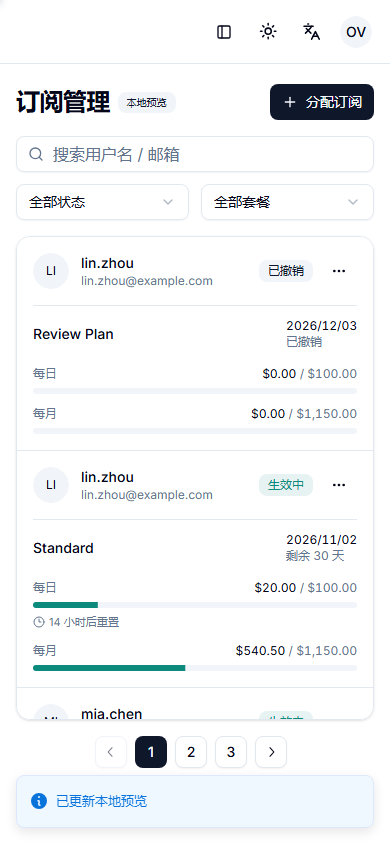 OV
订阅管理 本地预览 + 分配订阅
搜索用户名 / 邮箱
全部状态 全部套餐
LI lin.zhou 已撤销
lin.zhou@example.com
Review Plan 2026/12/03
已撤销
每日 $0.00 / $100.00
每月 $0.00 / $1,150.00
LI lin.zhou 生效中
lin.zhou@example.com
Standard 2026/11/02
剩余 30 天
每日 $20.00 / $100.00
14 小时后重置
每月 $540.50 / $1,150.00
mia.chen 生效中
1 2 3
已更新本地预览